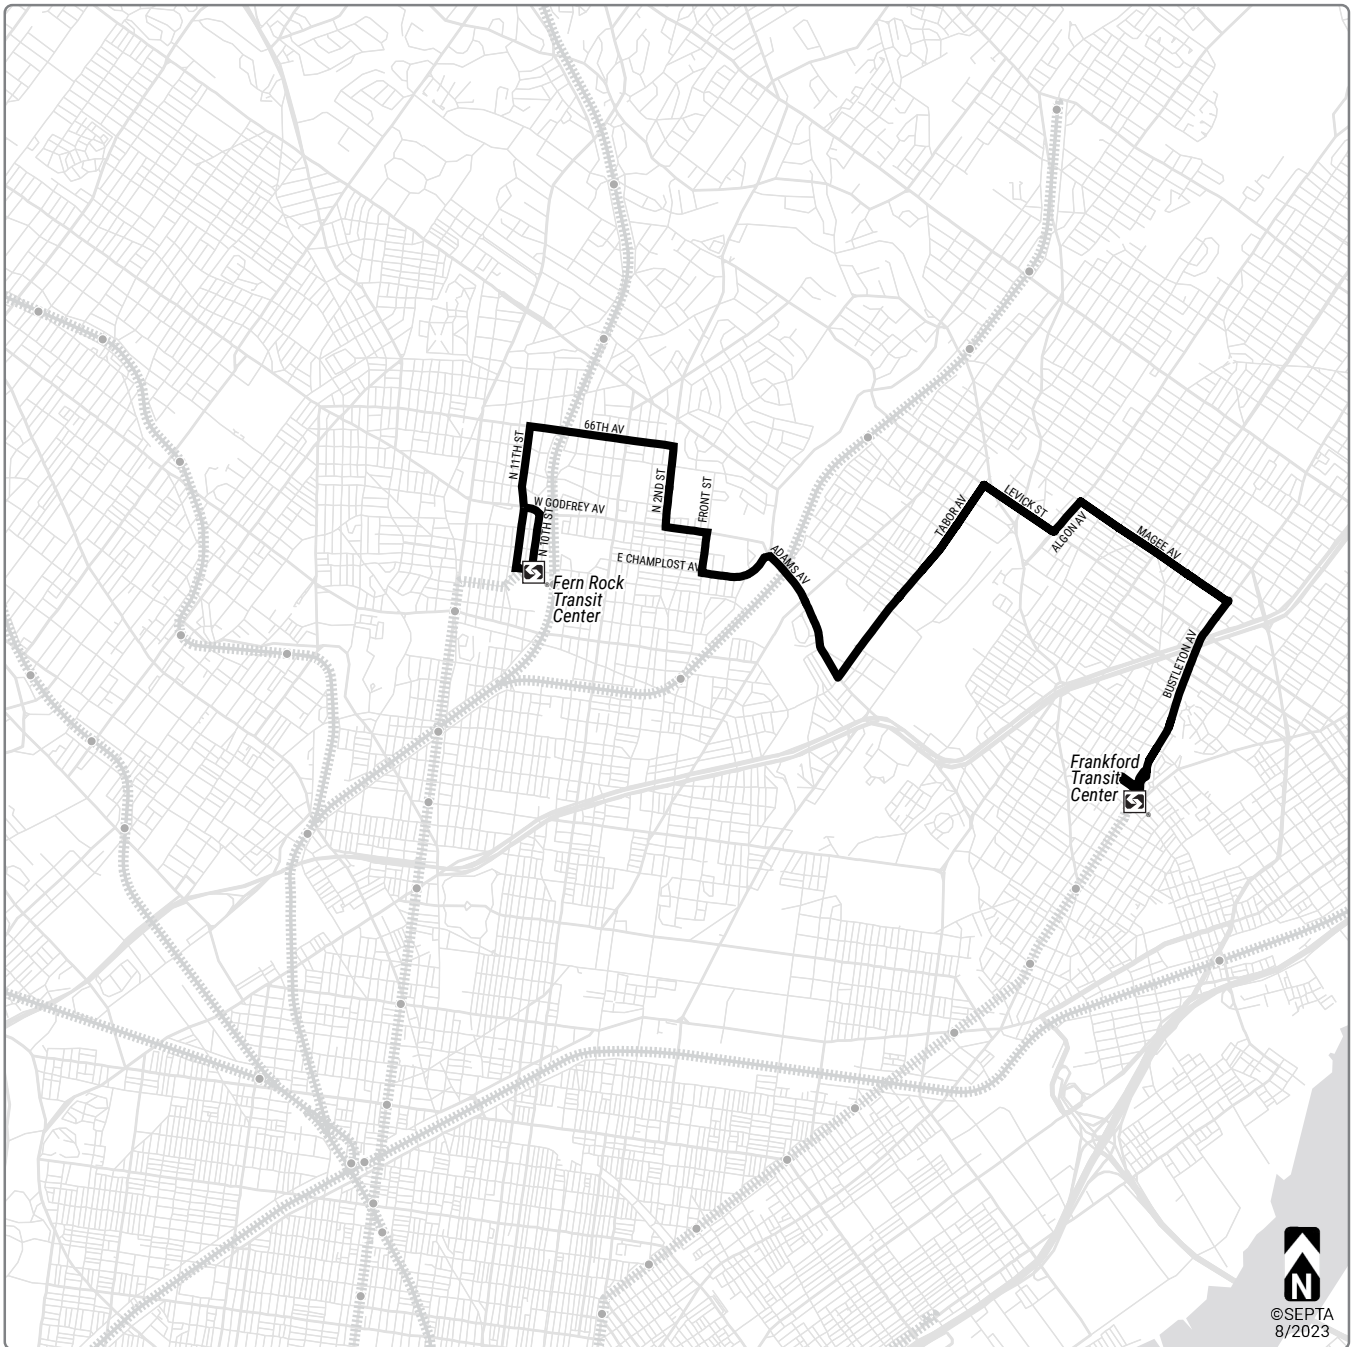 66TH AV
N 11TH ST
N 2ND ST
FRONT ST
W GODFREY AV
N 10TH ST
E CHAMPLOST AV
ADAMS AV
TABOR AV
LEVICK ST
ALGON AV
MAGEE AV
BUSTLETON AV
Fern Rock
Transit
Center
Frankford
Transit
Center
N
©SEPTA
8/2023